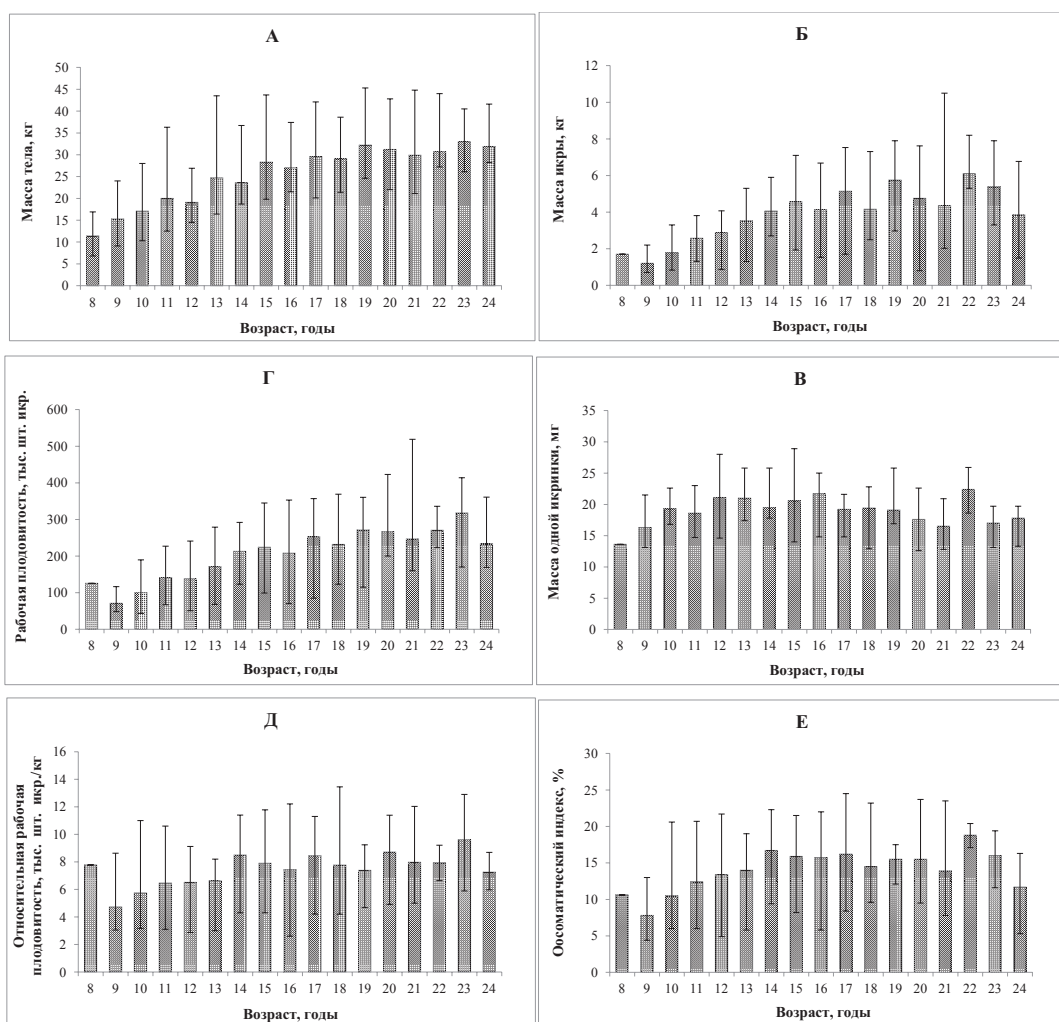 А
Масса тела, кг
50
45
40
35
30
25
20
15
10
5
0
8 9 10 11 12 13 14 15 16 17 18 19 20 21 22 23 24
Возраст, годы
Б
Масса икры, кг
12
10
8
6
4
2
0
8 9 10 11 12 13 14 15 16 17 18 19 20 21 22 23 24
Возраст, годы
Г
Рабочая плодовитость, тыс. шт. икр.
600
500
400
300
200
100
0
8 9 10 11 12 13 14 15 16 17 18 19 20 21 22 23 24
Возраст, годы
В
Масса одной икринки, мг
35
30
25
20
15
10
5
0
8 9 10 11 12 13 14 15 16 17 18 19 20 21 22 23 24
Возраст, годы
Д
Относительная рабочая
плодовитость, тыс. шт. икр./кг
16
14
12
10
8
6
4
2
0
8 9 10 11 12 13 14 15 16 17 18 19 20 21 22 23 24
Возраст, годы
Е
Оосоматический индекс, %
30
25
20
15
10
5
0
8 9 10 11 12 13 14 15 16 17 18 19 20 21 22 23 24
Возраст, годы